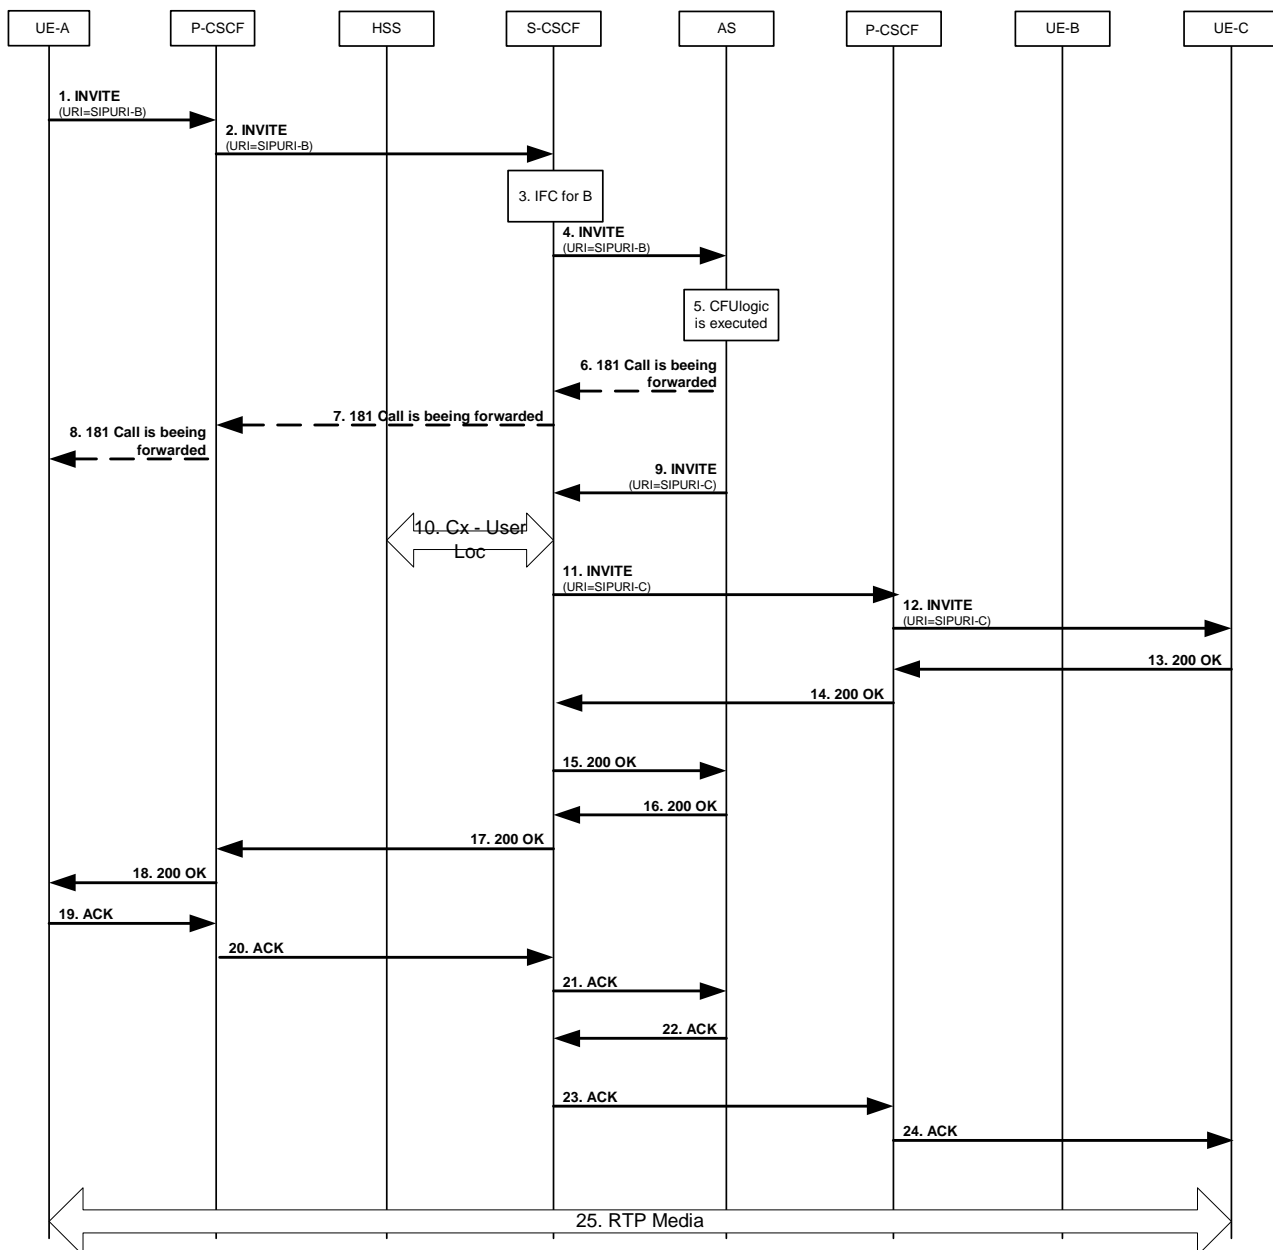 UE-A
P-CSCF
HSS
S-CSCF
AS
P-CSCF
UE-B
UE-C
1. INVITE
(URI=SIPURI-B)
2. INVITE
(URI=SIPURI-B)
3. IFC for B
4. INVITE
(URI=SIPURI-B)
5. CFUlogic
is executed
6. 181 Call is beeing
forwarded
7. 181 Call is beeing forwarded
8. 181 Call is beeing
forwarded
9. INVITE
(URI=SIPURI-C)
10. Cx - User
Loc
11. INVITE
(URI=SIPURI-C)
12. INVITE
(URI=SIPURI-C)
13. 200 OK
14. 200 OK
15. 200 OK
16. 200 OK
17. 200 OK
18. 200 OK
19. ACK
20. ACK
21. ACK
22. ACK
23. ACK
24. ACK
25. RTP Media